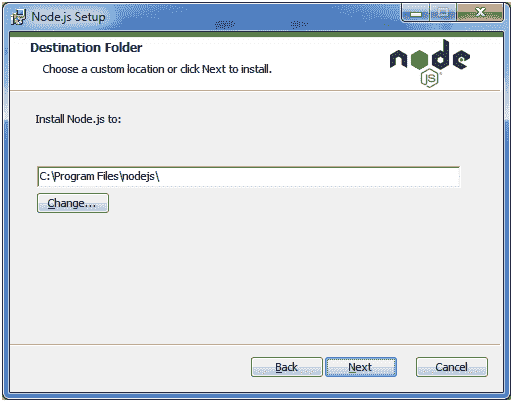 Node.js Setup
Destination Folder
Choose a custom location or click Next to install.
node
JS
Install Node.js to:
C:\Program Files\nodejs\
Change...
Back
Next
Cancel